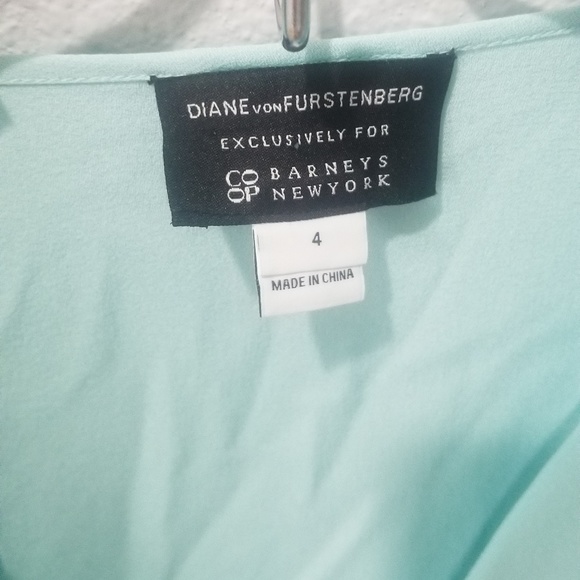 DIANE VON FURSTENBERG
EXCLUSIVELY FOR
CO OP BARNEYS NEWYORK
4
MADE IN CHINA